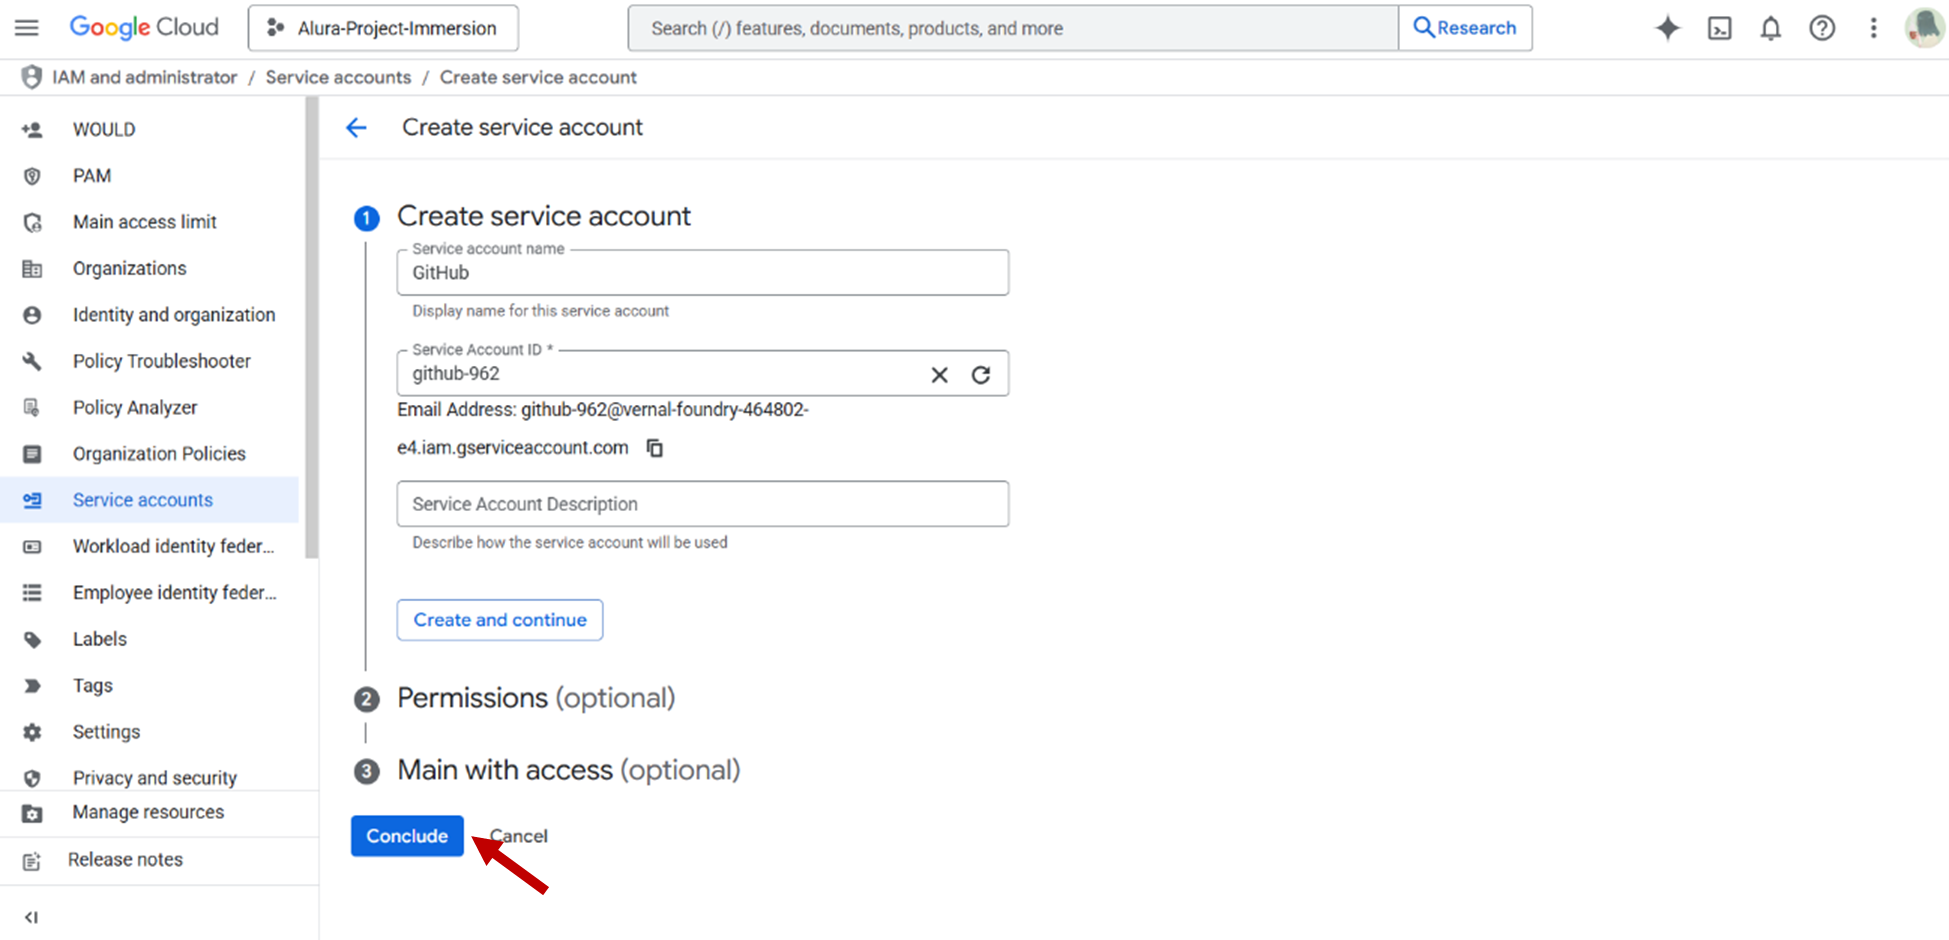 Google Cloud
Alura-Project-Immersion
Search (/) features, documents, products, and more
Research
IAM and administrator / Service accounts / Create service account
WOULD
PAM
Main access limit
Organizations
Identity and organization
Policy Troubleshooter
Policy Analyzer
Organization Policies
Service accounts
Workload identity feder...
Employee identity feder...
Labels
Tags
Settings
Privacy and security
Manage resources
Release notes
Create service account
1 Create service account
Service account name
GitHub
Display name for this service account
Service Account ID *
github-962
Email Address: github-962@vernal-foundry-464802-
e4.iam.gserviceaccount.com
Service Account Description
Describe how the service account will be used
Create and continue
2 Permissions (optional)
3 Main with access (optional)
Conclude
Cancel